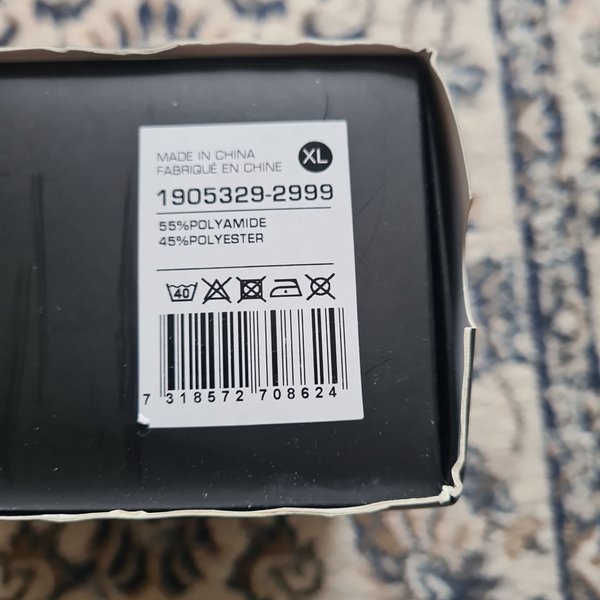 MADE IN CHINA
FABRIQUÉ EN CHINE
XL
1905329-2999
55%POLYAMIDE
45%POLYESTER
40
7 318572 708624